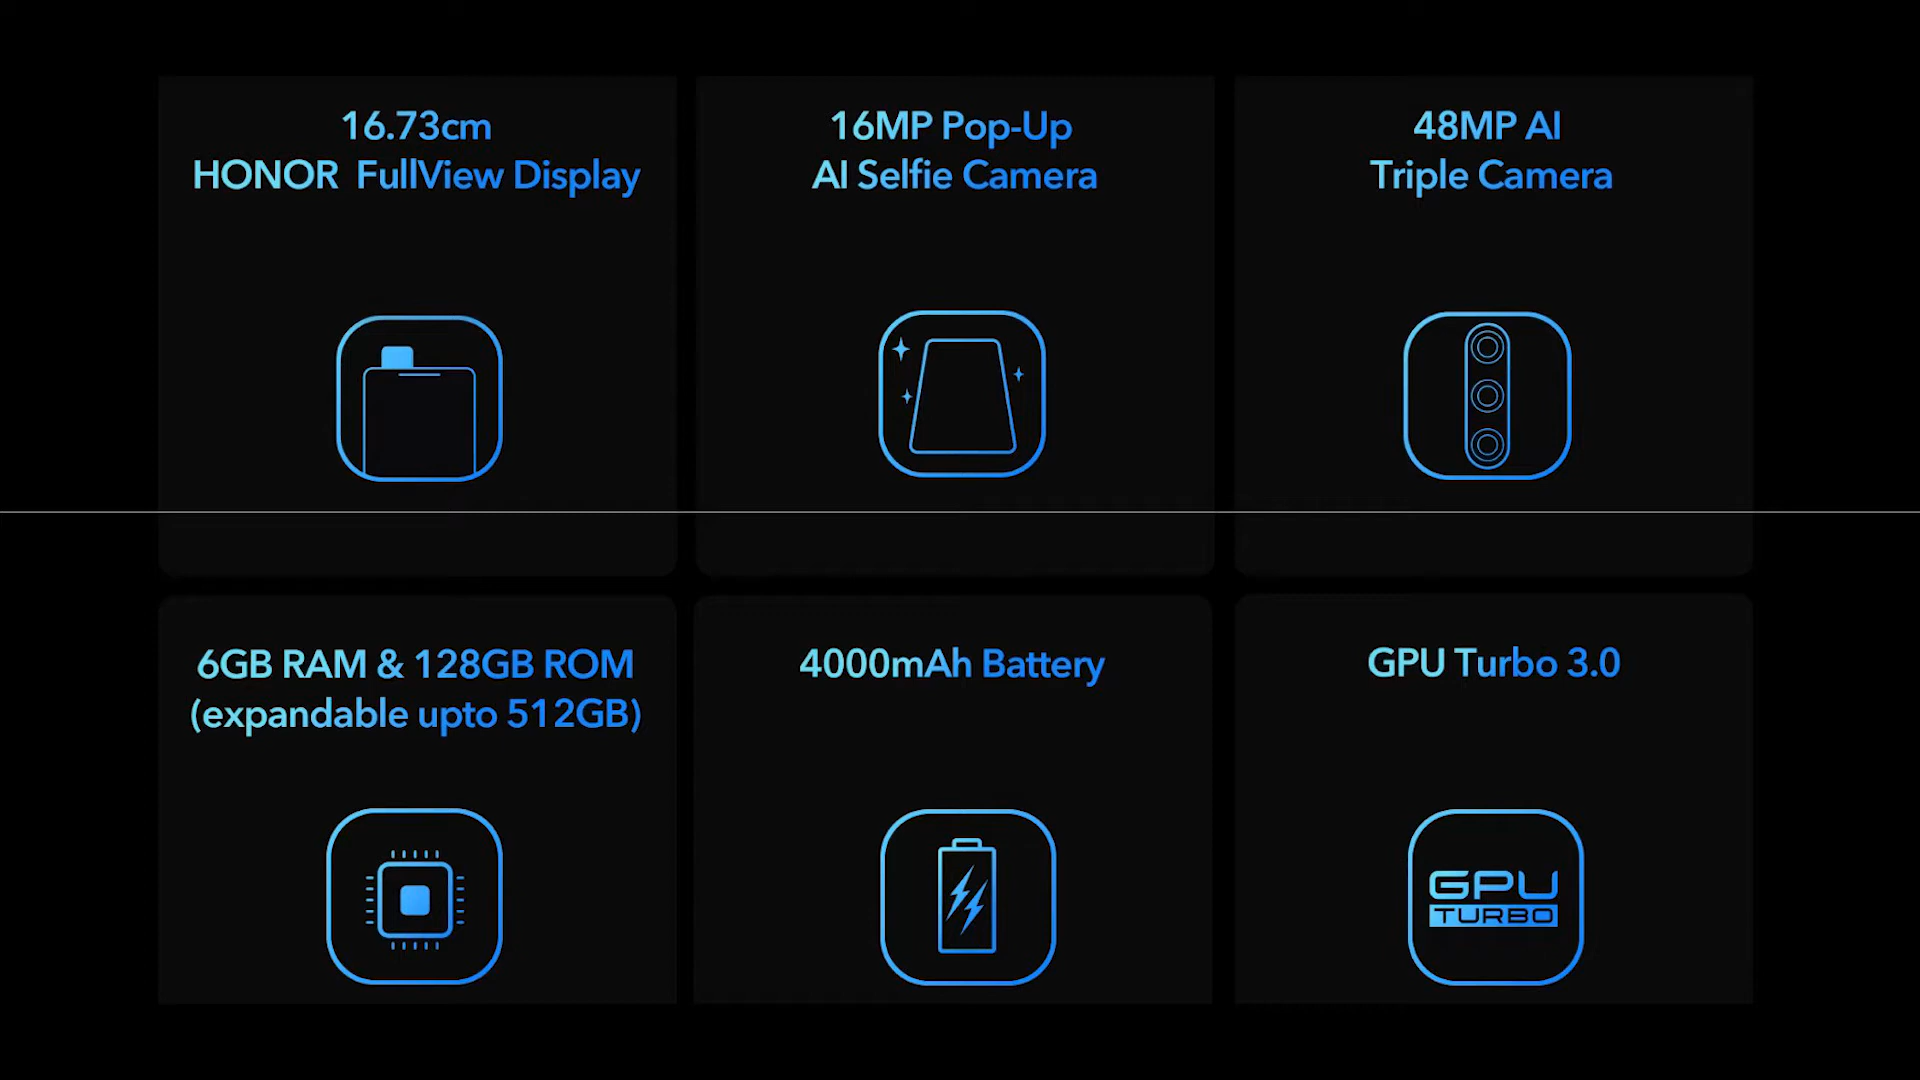 16.73cm
HONOR FullView Display
16MP Pop-Up
AI Selfie Camera
48MP AI
Triple Camera
6GB RAM & 128GB ROM
(expandable upto 512GB)
4000mAh Battery
GPU Turbo 3.0
GPU
TURBO